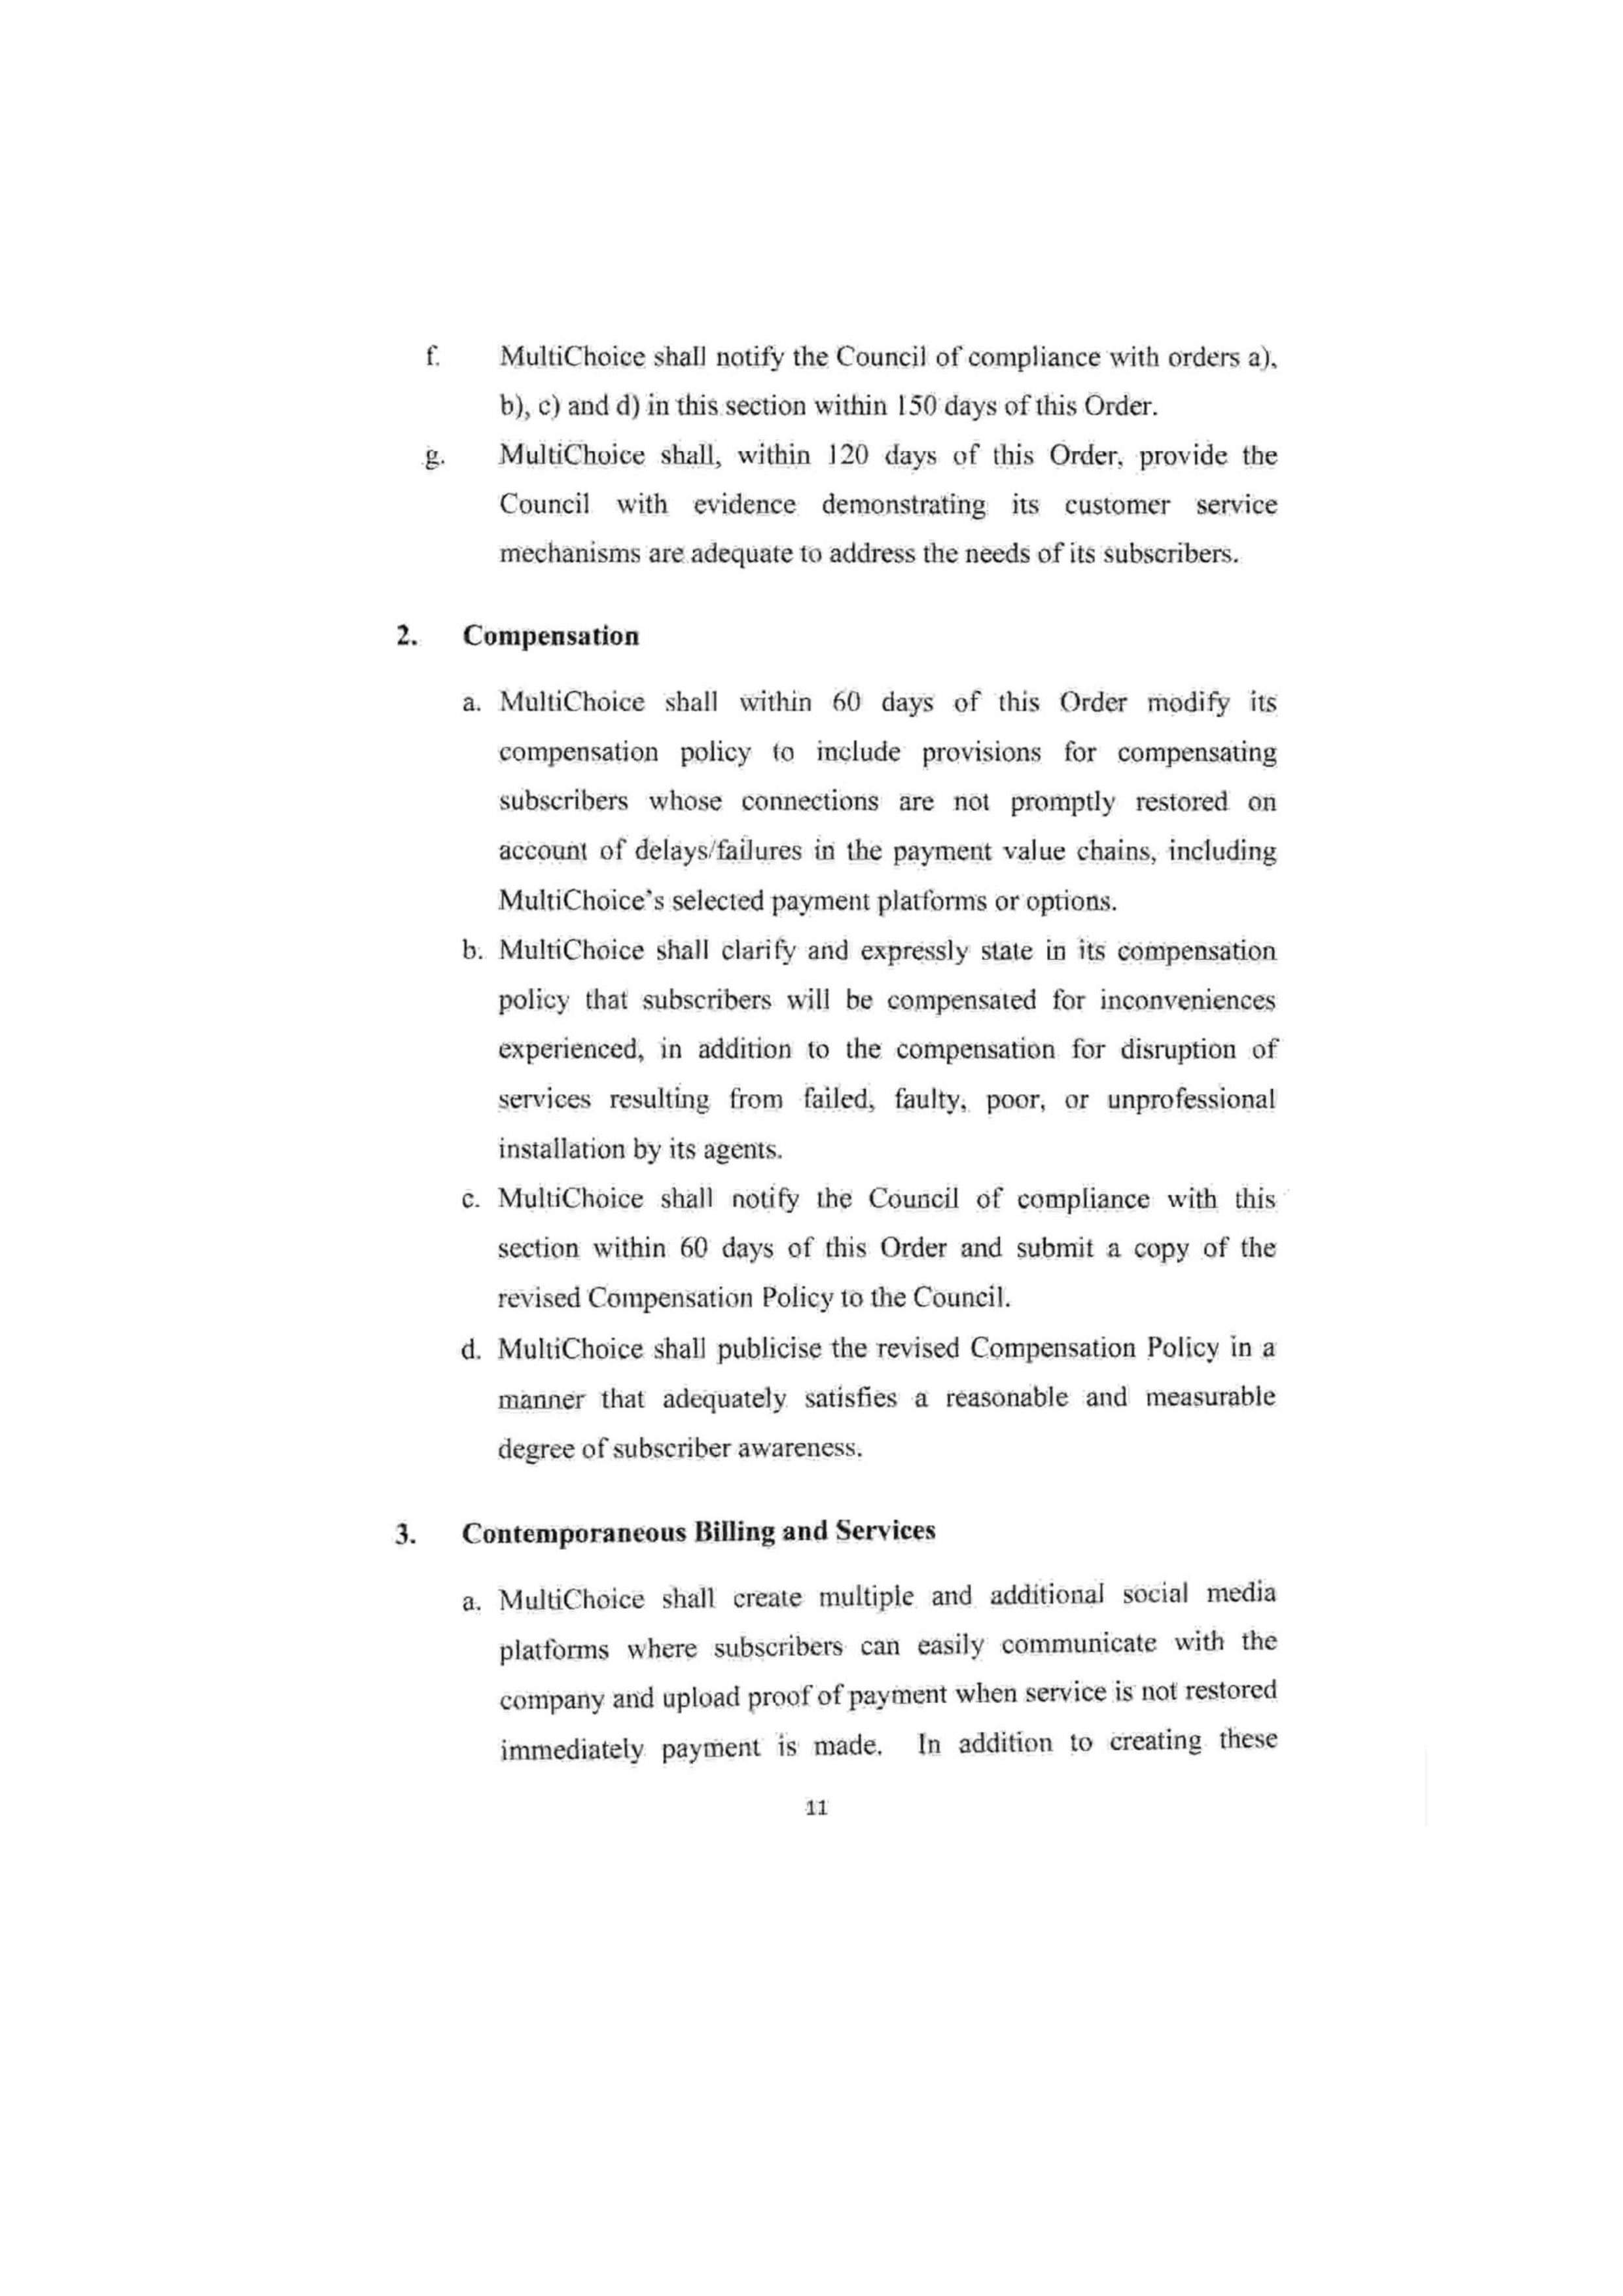 f. MultiChoice shall notify the Council of compliance with orders a),
b), c) and d) in this section within 150 days of this Order.
g. MultiChoice shall, within 120 days of this Order, provide the
Council with evidence demonstrating its customer service
mechanisms are adequate to address the needs of its subscribers.
2. Compensation
a. MultiChoice shall within 60 days of this Order modify its
compensation policy to include provisions for compensating
subscribers whose connections are not promptly restored on
account of delays/failures in the payment value chains, including
MultiChoice's selected payment platforms or options.
b. MultiChoice shall clarify and expressly state in its compensation
policy that subscribers will be compensated for inconveniences
experienced, in addition to the compensation for disruption of
services resulting from failed, faulty, poor, or unprofessional
installation by its agents.
c. MultiChoice shall notify the Council of compliance with this
section within 60 days of this Order and submit a copy of the
revised Compensation Policy to the Council.
d. MultiChoice shall publicise the revised Compensation Policy in a
manner that adequately satisfies a reasonable and measurable
degree of subscriber awareness.
3. Contemporaneous Billing and Services
a. MultiChoice shall create multiple and additional social media
platforms where subscribers can easily communicate with the
company and upload proof of payment when service is not restored
immediately payment is made. In addition to creating these
11